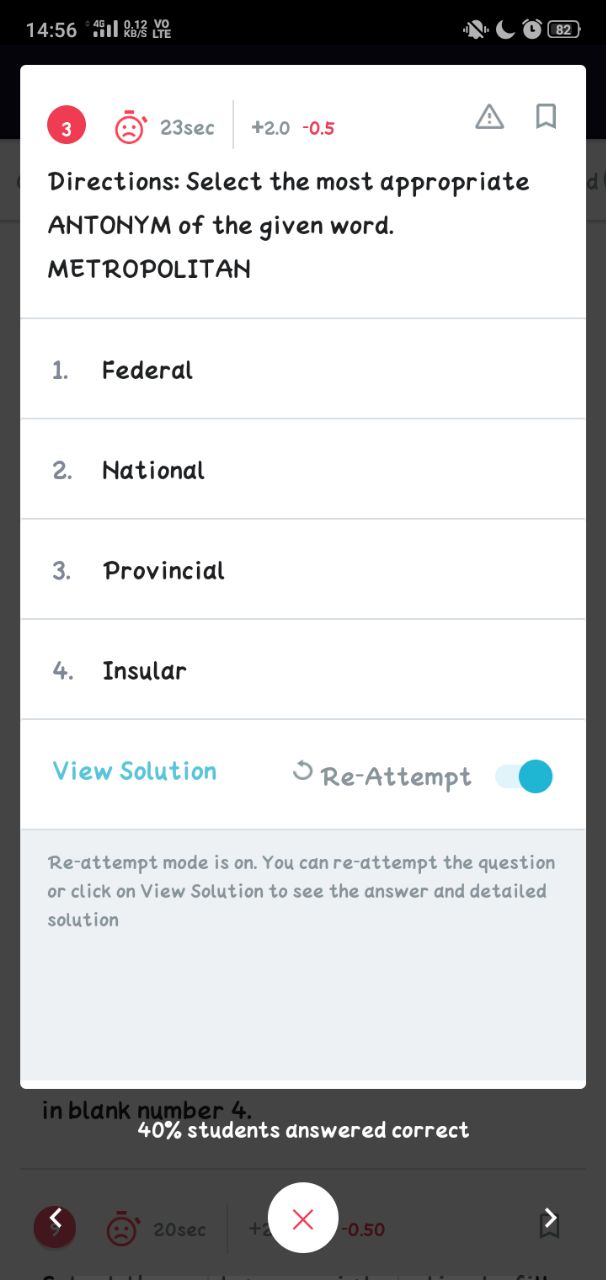 14:56 4G 0.12 KB/S VO LTE 82
3 23sec +2.0 -0.5
Directions: Select the most appropriate
ANTONYM of the given word.
METROPOLITAN
1. Federal
2. National
3. Provincial
4. Insular
View Solution Re-Attempt
Re-attempt mode is on. You can re-attempt the question
or click on View Solution to see the answer and detailed
solution
in blank number 4.
40% students answered correct
20sec -0.50